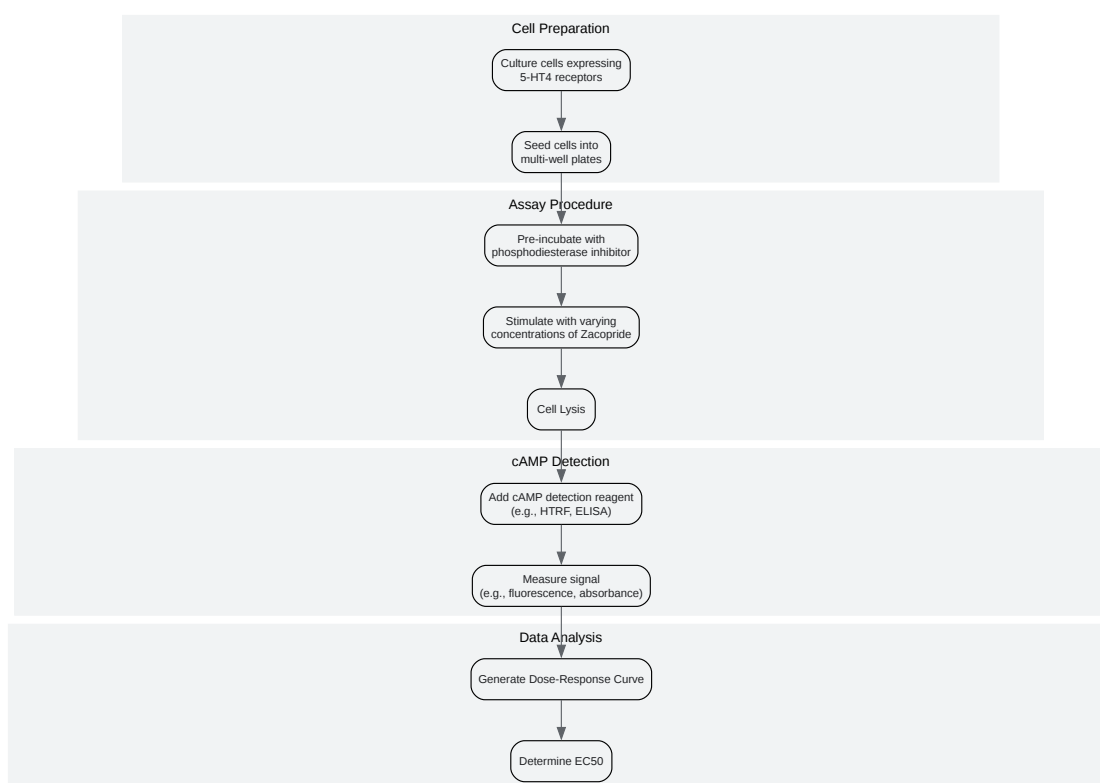 Cell Preparation
Culture cells expressing
5-HT4 receptors
Seed cells into
multi-well plates
Assay Procedure
Pre-incubate with
phosphodiesterase inhibitor
Stimulate with varying
concentrations of Zacopride
Cell Lysis
cAMP Detection
Add cAMP detection reagent
(e.g., HTRF, ELISA)
Measure signal
(e.g., fluorescence, absorbance)
Data Analysis
Generate Dose-Response Curve
Determine EC50